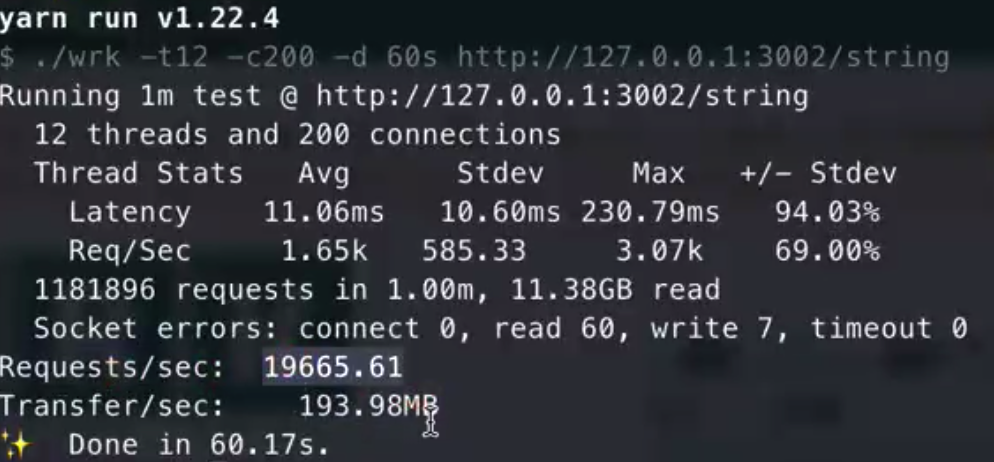 yarn run v1.22.4
$ ./wrk -t12 -c200 -d 60s http://127.0.0.1:3002/string
Running 1m test @ http://127.0.0.1:3002/string
  12 threads and 200 connections
  Thread Stats   Avg      Stdev     Max   +/- Stdev
    Latency    11.06ms   10.60ms 230.79ms   94.03%
    Req/Sec     1.65k   585.33     3.07k    69.00%
  1181896 requests in 1.00m, 11.38GB read
  Socket errors: connect 0, read 60, write 7, timeout 0
Requests/sec:  19665.61
Transfer/sec:    193.98MB
✨  Done in 60.17s.